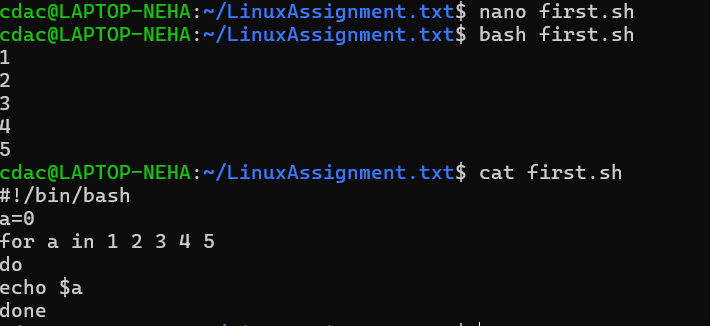 cdac@LAPTOP-NEHA:~/LinuxAssignment.txt$ nano first.sh
cdac@LAPTOP-NEHA:~/LinuxAssignment.txt$ bash first.sh
1
2
3
4
5
cdac@LAPTOP-NEHA:~/LinuxAssignment.txt$ cat first.sh
#!/bin/bash
a=0
for a in 1 2 3 4 5
do
echo $a
done